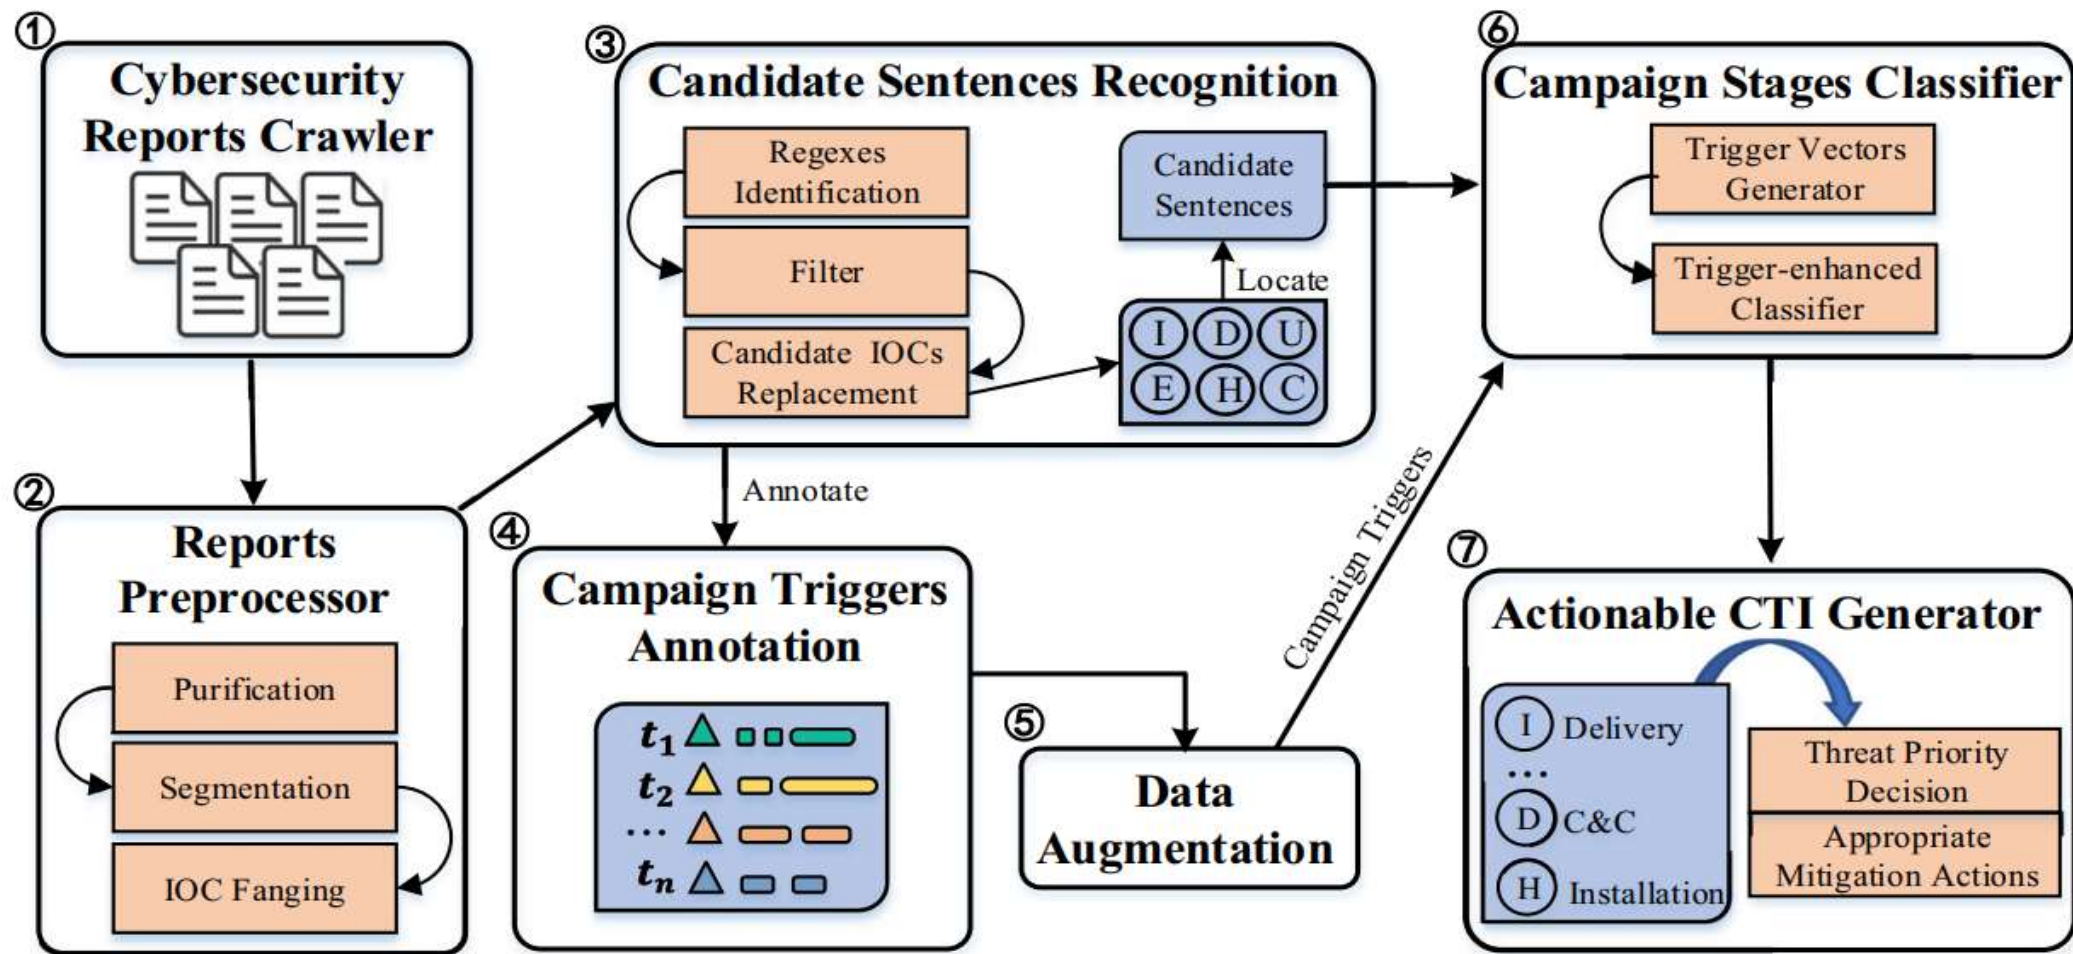 ①
Cybersecurity
Reports Crawler
②
Reports
Preprocessor
Purification
Segmentation
IOC Fanging
③
Candidate Sentences Recognition
Regexes
Identification
Filter
Candidate IOCs
Replacement
Candidate
Sentences
Locate
I D U
E H C
Annotate
④
Campaign Triggers
Annotation
t1
t2
...
tn
⑤
Data
Augmentation
Campaign Triggers
⑥
Campaign Stages Classifier
Trigger Vectors
Generator
Trigger-enhanced
Classifier
⑦
Actionable CTI Generator
I Delivery
...
D C&C
H Installation
Threat Priority
Decision
Appropriate
Mitigation Actions